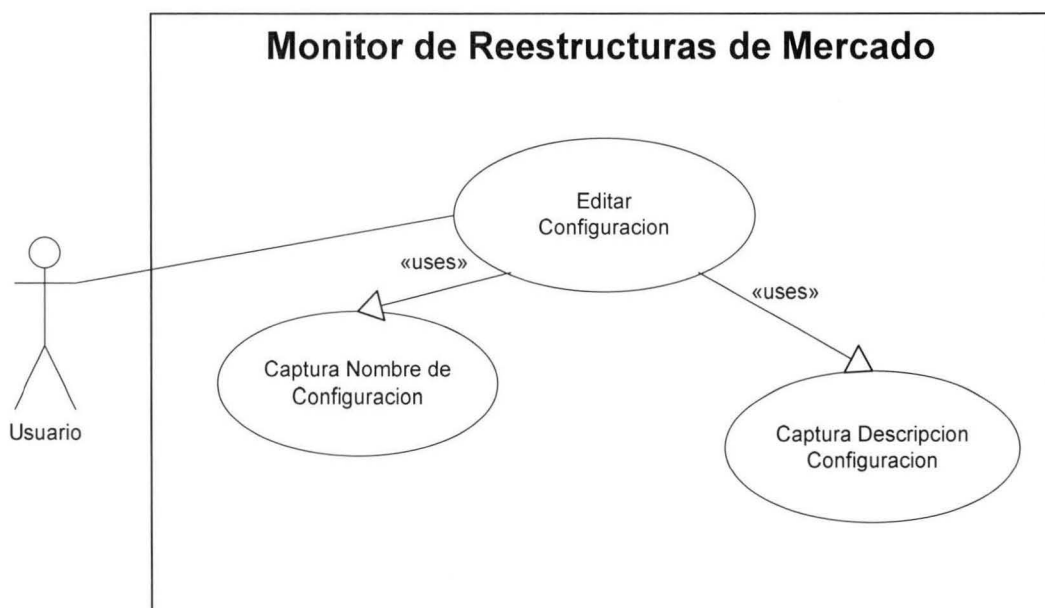 Monitor de Reestructuras de Mercado
Editar
Configuracion
«uses»
«uses»
Captura Nombre de
Configuracion
Usuario
Captura Descripcion
Configuracion